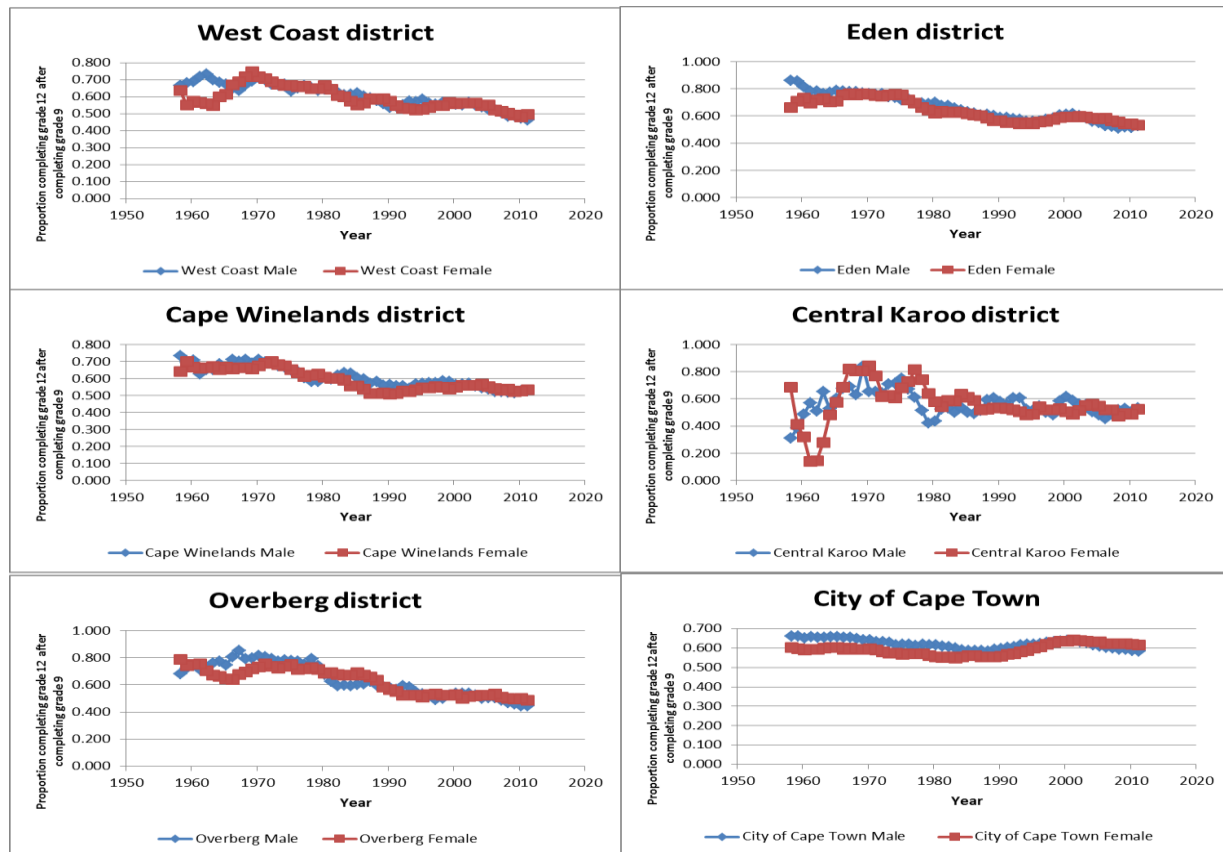 West Coast district
Proportion completing grade 12 after
completing grade 9
0.800
0.700
0.600
0.500
0.400
0.300
0.200
0.100
0.000
1950 1960 1970 1980 1990 2000 2010 2020
Year
West Coast Male West Coast Female
Eden district
Proportion completing grade 12 after
completing grade 9
1.000
0.800
0.600
0.400
0.200
0.000
1950 1960 1970 1980 1990 2000 2010 2020
Year
Eden Male Eden Female
Cape Winelands district
Proportion completing grade 12 after
completing grade 9
0.800
0.700
0.600
0.500
0.400
0.300
0.200
0.100
0.000
1950 1960 1970 1980 1990 2000 2010 2020
Year
Cape Winelands Male Cape Winelands Female
Central Karoo district
Proportion completing grade 12 after
completing grade 9
1.000
0.800
0.600
0.400
0.200
0.000
1950 1960 1970 1980 1990 2000 2010 2020
Year
Central Karoo Male Central Karoo Female
Overberg district
Proportion completing grade 12 after
completing grade 9
1.000
0.800
0.600
0.400
0.200
0.000
1950 1960 1970 1980 1990 2000 2010 2020
Year
Overberg Male Overberg Female
City of Cape Town
Proportion completing grade 12 after
completing grade 9
0.700
0.600
0.500
0.400
0.300
0.200
0.100
0.000
1950 1960 1970 1980 1990 2000 2010 2020
Year
City of Cape Town Male City of Cape Town Female